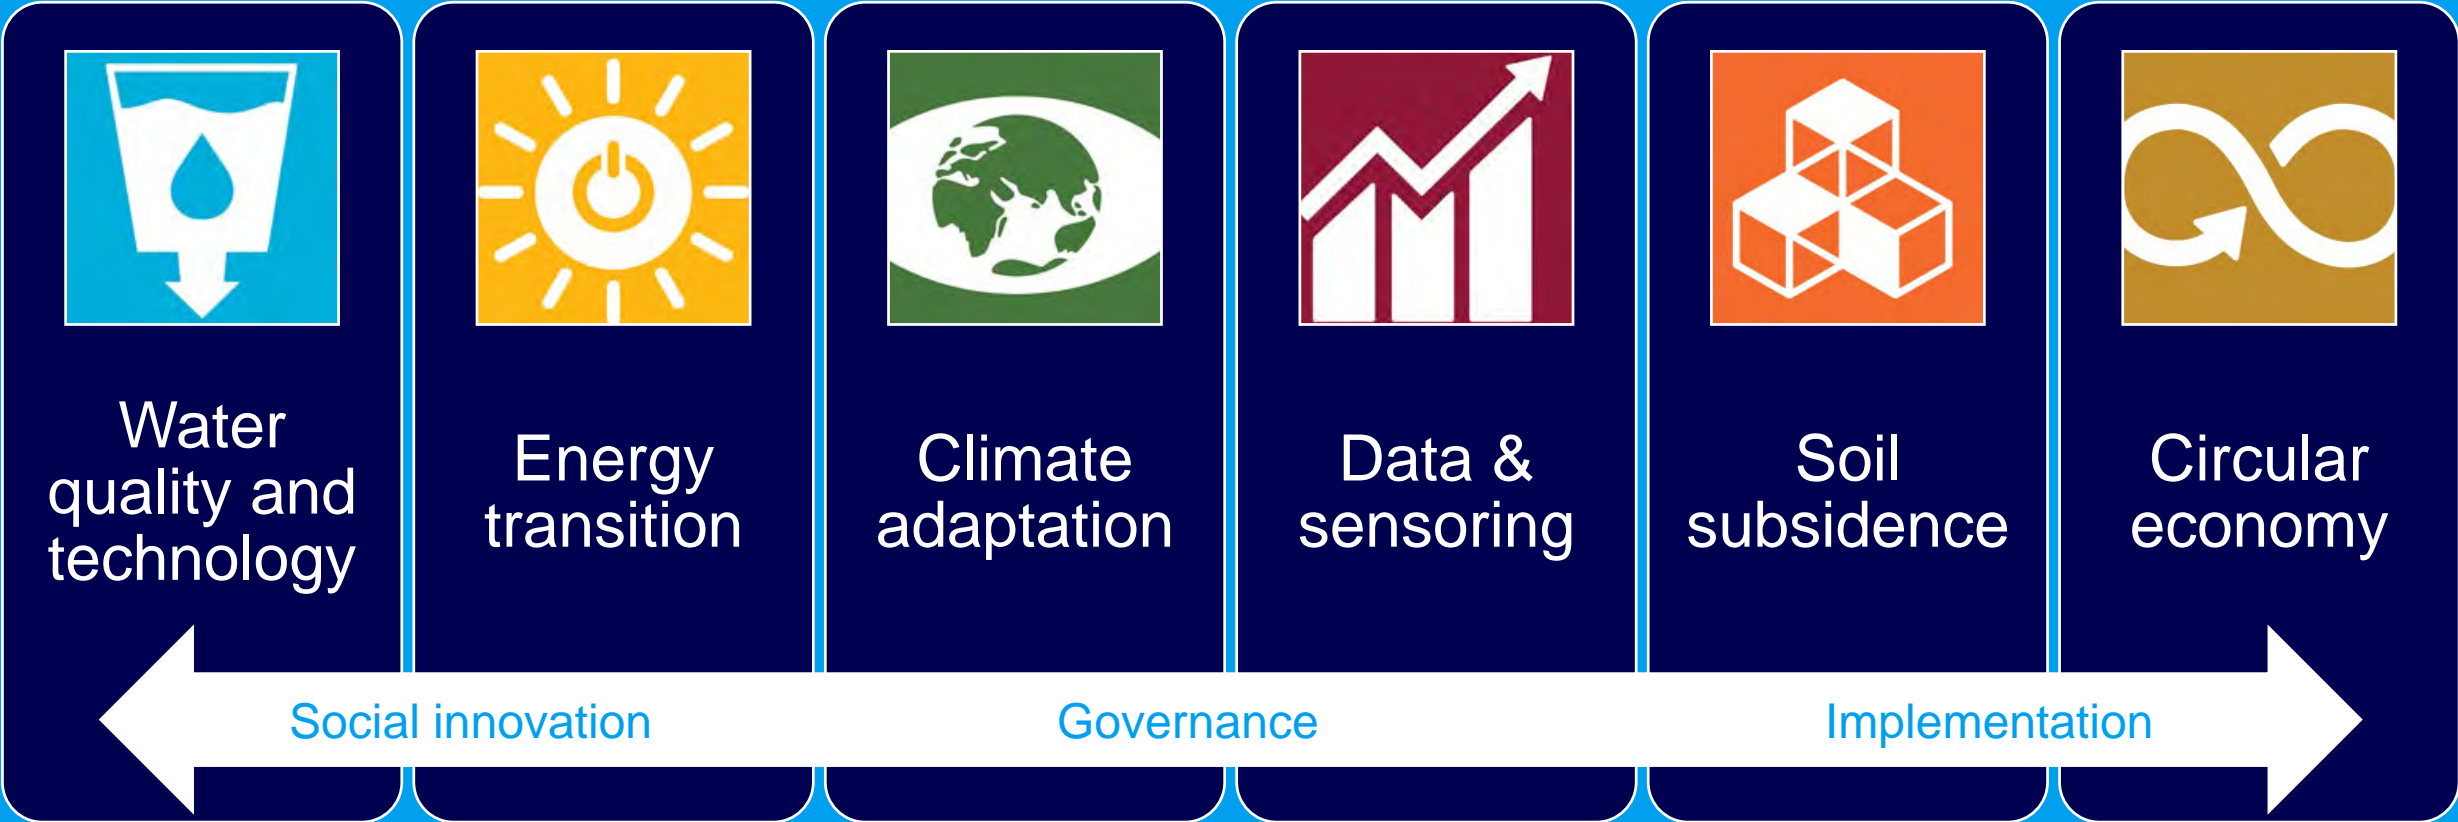 Water
quality and
technology
Energy
transition
Climate
adaptation
Data &
sensoring
Soil
subsidence
Circular
economy
Social innovation
Governance
Implementation